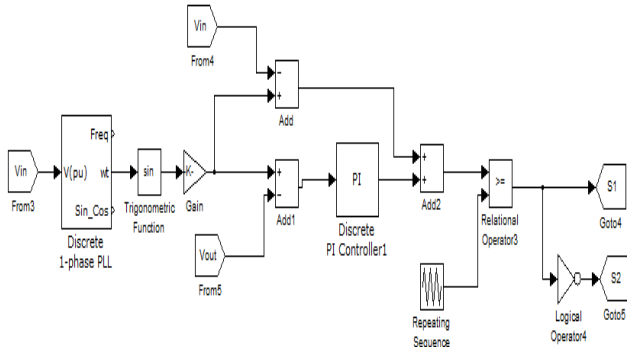 Vin
From4
−
+
Add
Vin
From3
V(pu)
Freq
wt
Sin_Cos
Discrete
1-phase PLL
sin
Trigonometric
Function
K-
Gain
+
−
Add1
Vout
From5
PI
Discrete
PI Controller1
+
+
Add2
>=
Relational
Operator3
Repeating
Sequence
S1
Goto4
Logical
Operator4
S2
Goto5